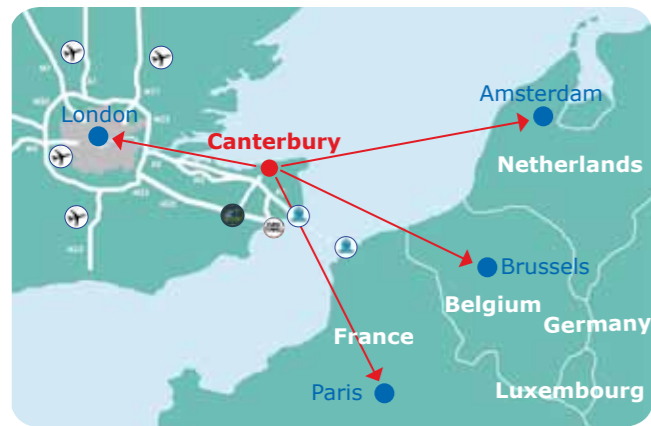 London
Canterbury
Amsterdam
Netherlands
Brussels
Belgium
Germany
France
Luxembourg
Paris